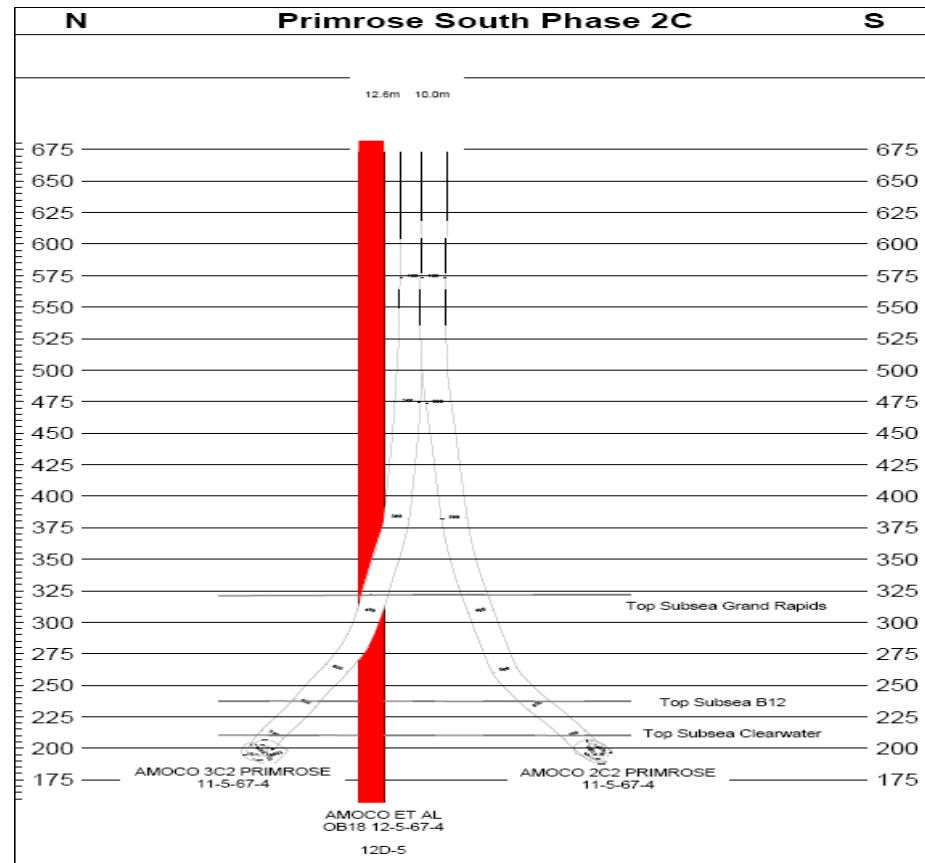 N Primrose South Phase 2C S
12.6m 10.0m
675 675
650 650
625 625
600 600
575 575
550 550
525 525
500 500
475 475
450 450
425 425
400 400
375 375
350 350
325 325
Top Subsea Grand Rapids
300 300
275 275
250 250
Top Subsea B12
225 225
Top Subsea Clearwater
200 200
175 175
AMOCO 3C2 PRIMROSE
11-5-67-4
AMOCO 2C2 PRIMROSE
11-5-67-4
AMOCO ET AL
OB18 12-5-67-4
12D-5